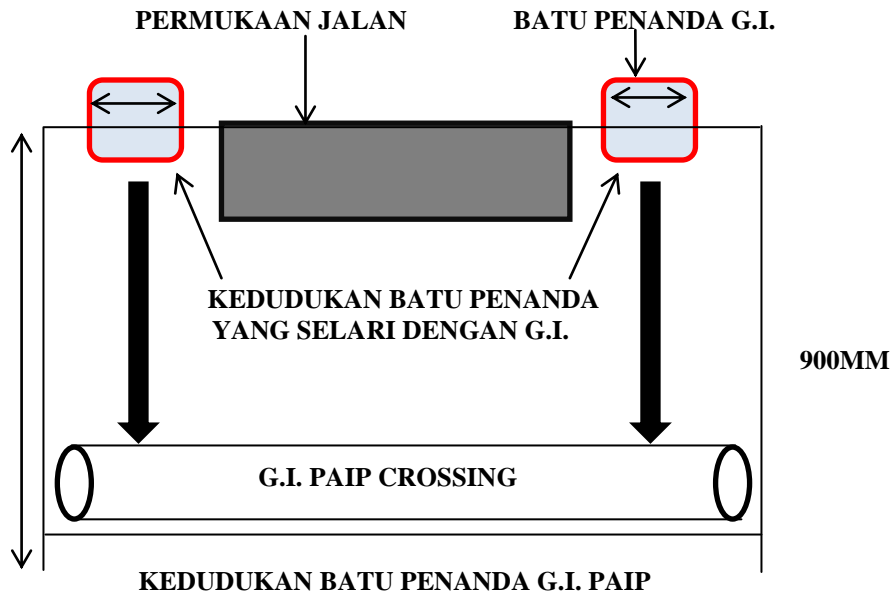 PERMUKAAN JALAN
BATU PENANDA G.I.
KEDUDUKAN BATU PENANDA
YANG SELARI DENGAN G.I.
900MM
G.I. PAIP CROSSING
KEDUDUKAN BATU PENANDA G.I. PAIP